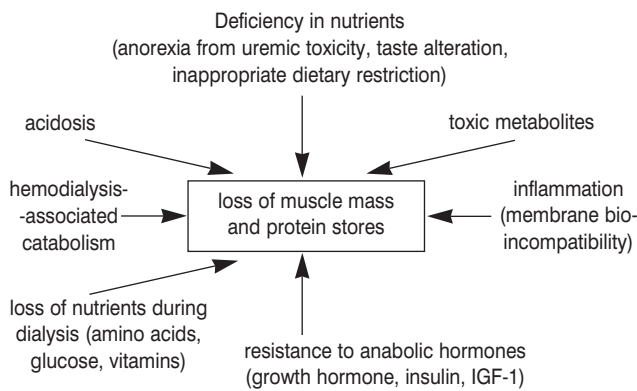 Deficiency in nutrients
(anorexia from uremic toxicity, taste alteration,
inappropriate dietary restriction)
acidosis
toxic metabolites
hemodialysis-
-associated
catabolism
loss of muscle mass
and protein stores
inflammation
(membrane bio-
incompatibility)
loss of nutrients during
dialysis (amino acids,
glucose, vitamins)
resistance to anabolic hormones
(growth hormone, insulin, IGF-1)